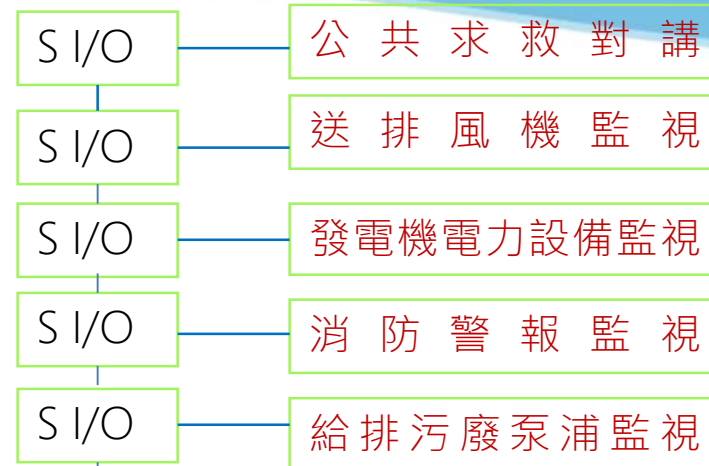 S I/O 公共求救對講
S I/O 送排風機監視
S I/O 發電機電力設備監視
S I/O 消防警報監視
S I/O 給排污廢泵浦監視